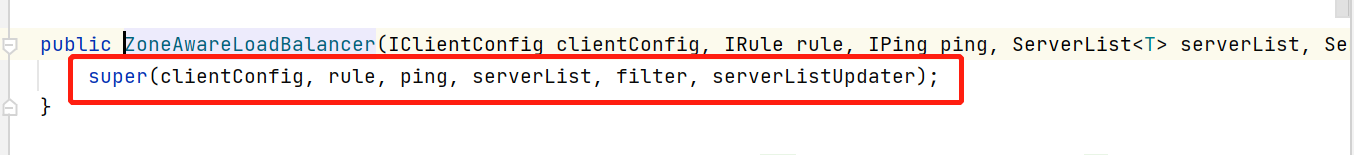 public ZoneAwareLoadBalancer(IClientConfig clientConfig, IRule rule, IPing ping, ServerList<T> serverList, Se
super(clientConfig, rule, ping, serverList, filter, serverListUpdater);
}